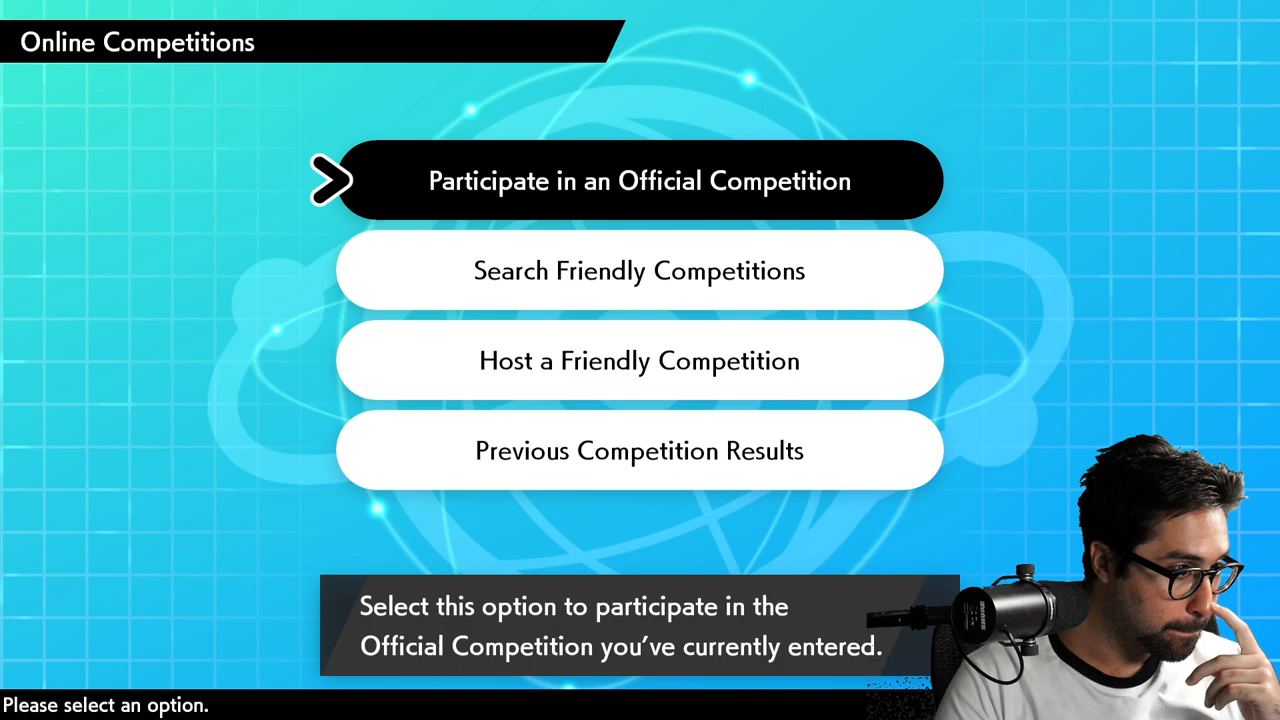 Online Competitions
Participate in an Official Competition
Search Friendly Competitions
Host a Friendly Competition
Previous Competition Results
Select this option to participate in the
Official Competition you've currently entered.
SHURE
Please select an option.